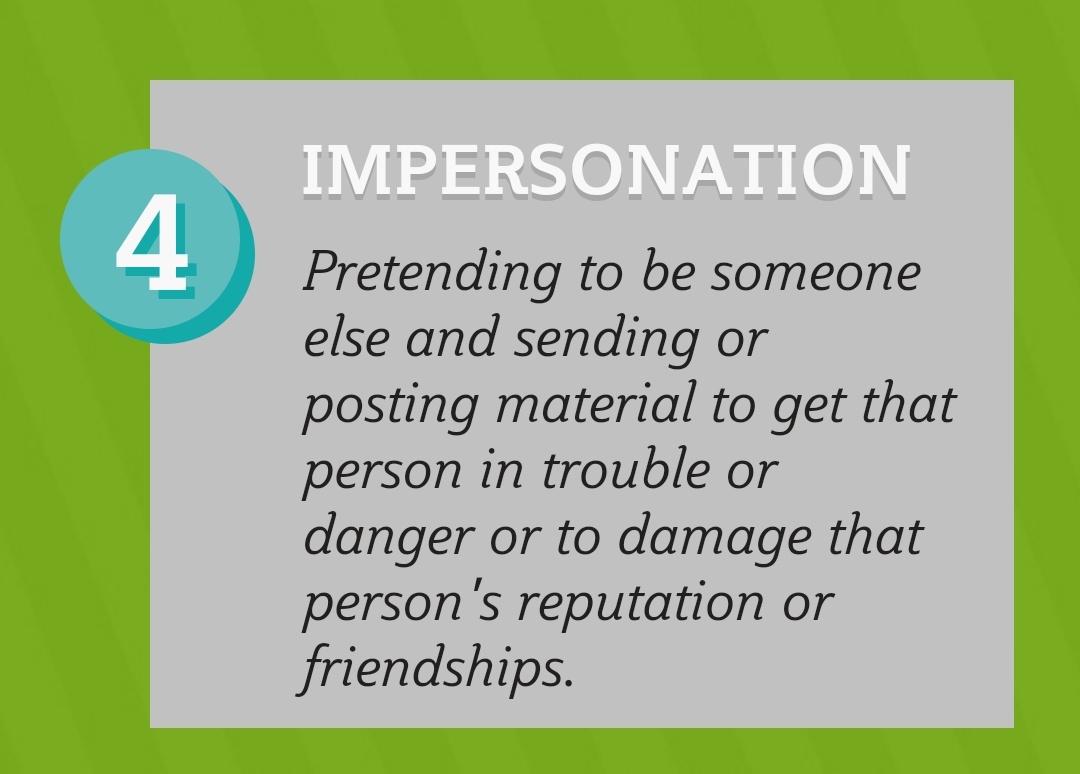 4
IMPERSONATION
Pretending to be someone
else and sending or
posting material to get that
person in trouble or
danger or to damage that
person's reputation or
friendships.